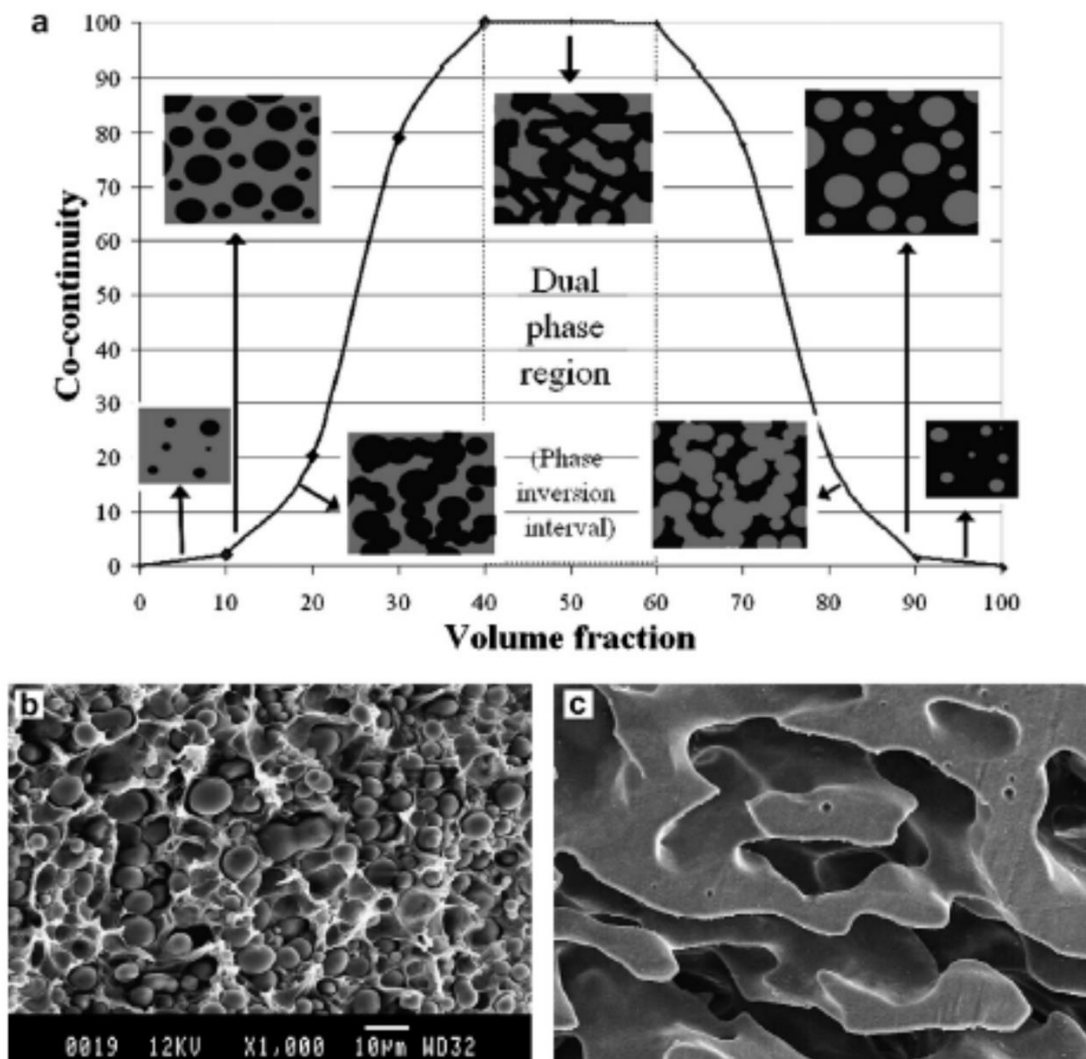 a
100
90
80
70
60
50
40
30
20
10
0
Co-continuity
Dual
phase
region
(Phase
inversion
interval)
0 10 20 30 40 50 60 70 80 90 100
Volume fraction
b
c
0019 12KV X1,000 10µm WD32